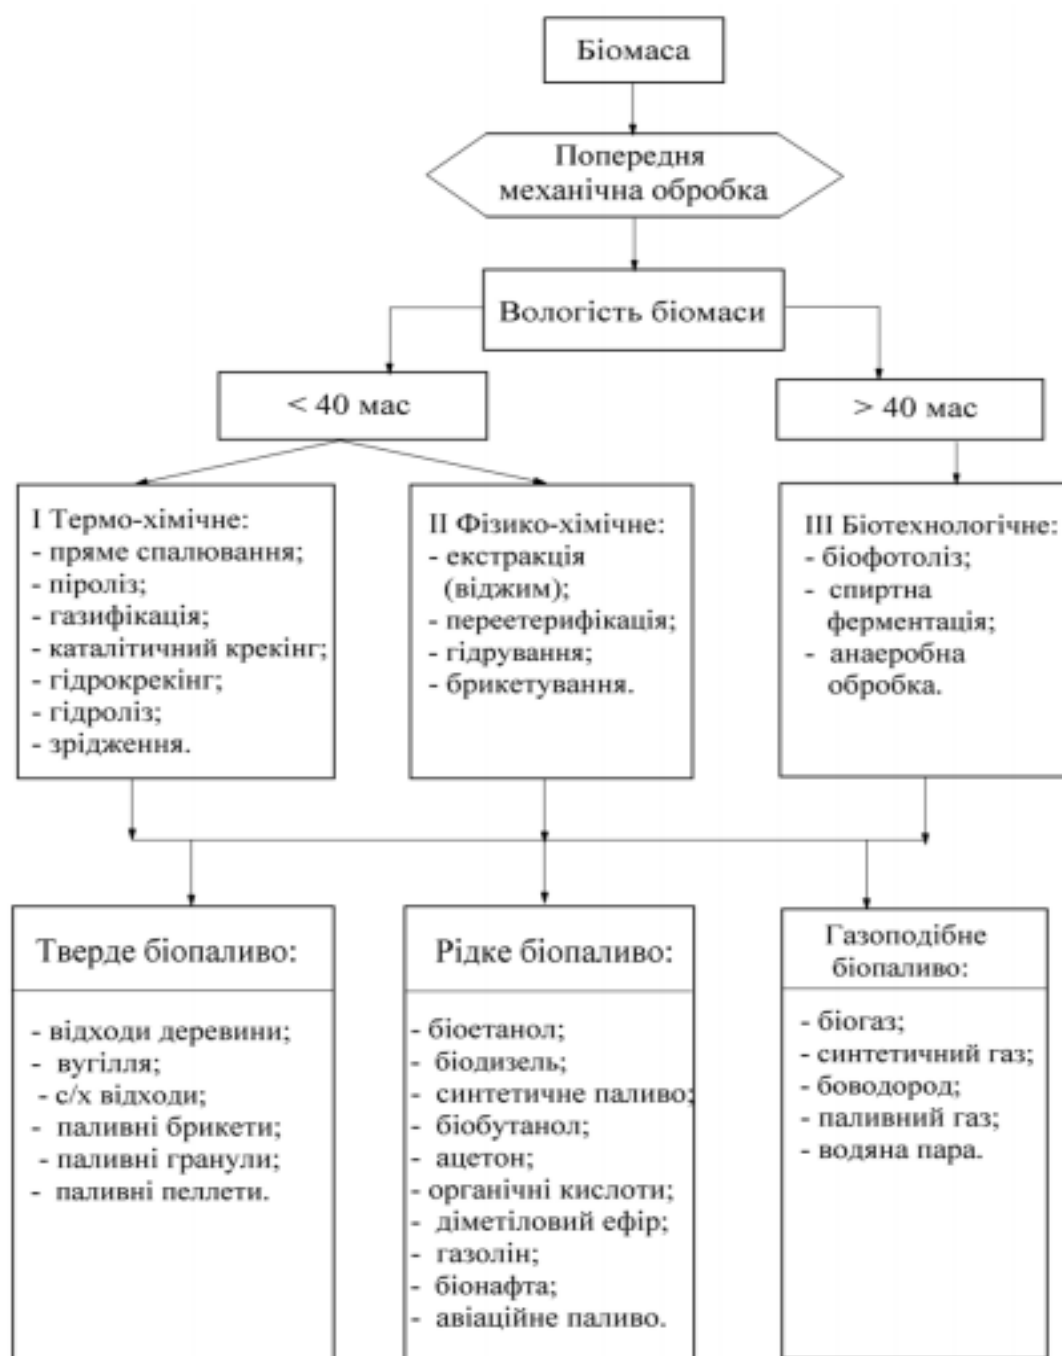 Біомаса
Попередня
механічна обробка
Вологість біомаси
< 40 мас
> 40 мас
І Термо-хімічне:
- пряме спалювання;
- піроліз;
- газифікація;
- каталітичний крекінг;
- гідрокрекінг;
- гідроліз;
- зрідження.
ІІ Фізико-хімічне:
- екстракція
(віджим);
- переетерифікація;
- гідрування;
- брикетування.
ІІІ Біотехнологічне:
- біофотоліз;
- спиртна
ферментація;
- анаеробна
обробка.
Тверде біопаливо:
- відходи деревини;
- вугілля;
- с/х відходи;
- паливні брикети;
- паливні гранули;
- паливні пеллети.
Рідке біопаливо:
- біоетанол;
- біодизель;
- синтетичне паливо;
- біобутанол;
- ацетон;
- органічні кислоти;
- діметіловий ефір;
- газолін;
- біонафта;
- авіаційне паливо.
Газоподібне
біопаливо:
- біогаз;
- синтетичний газ;
- боводород;
- паливний газ;
- водяна пара.